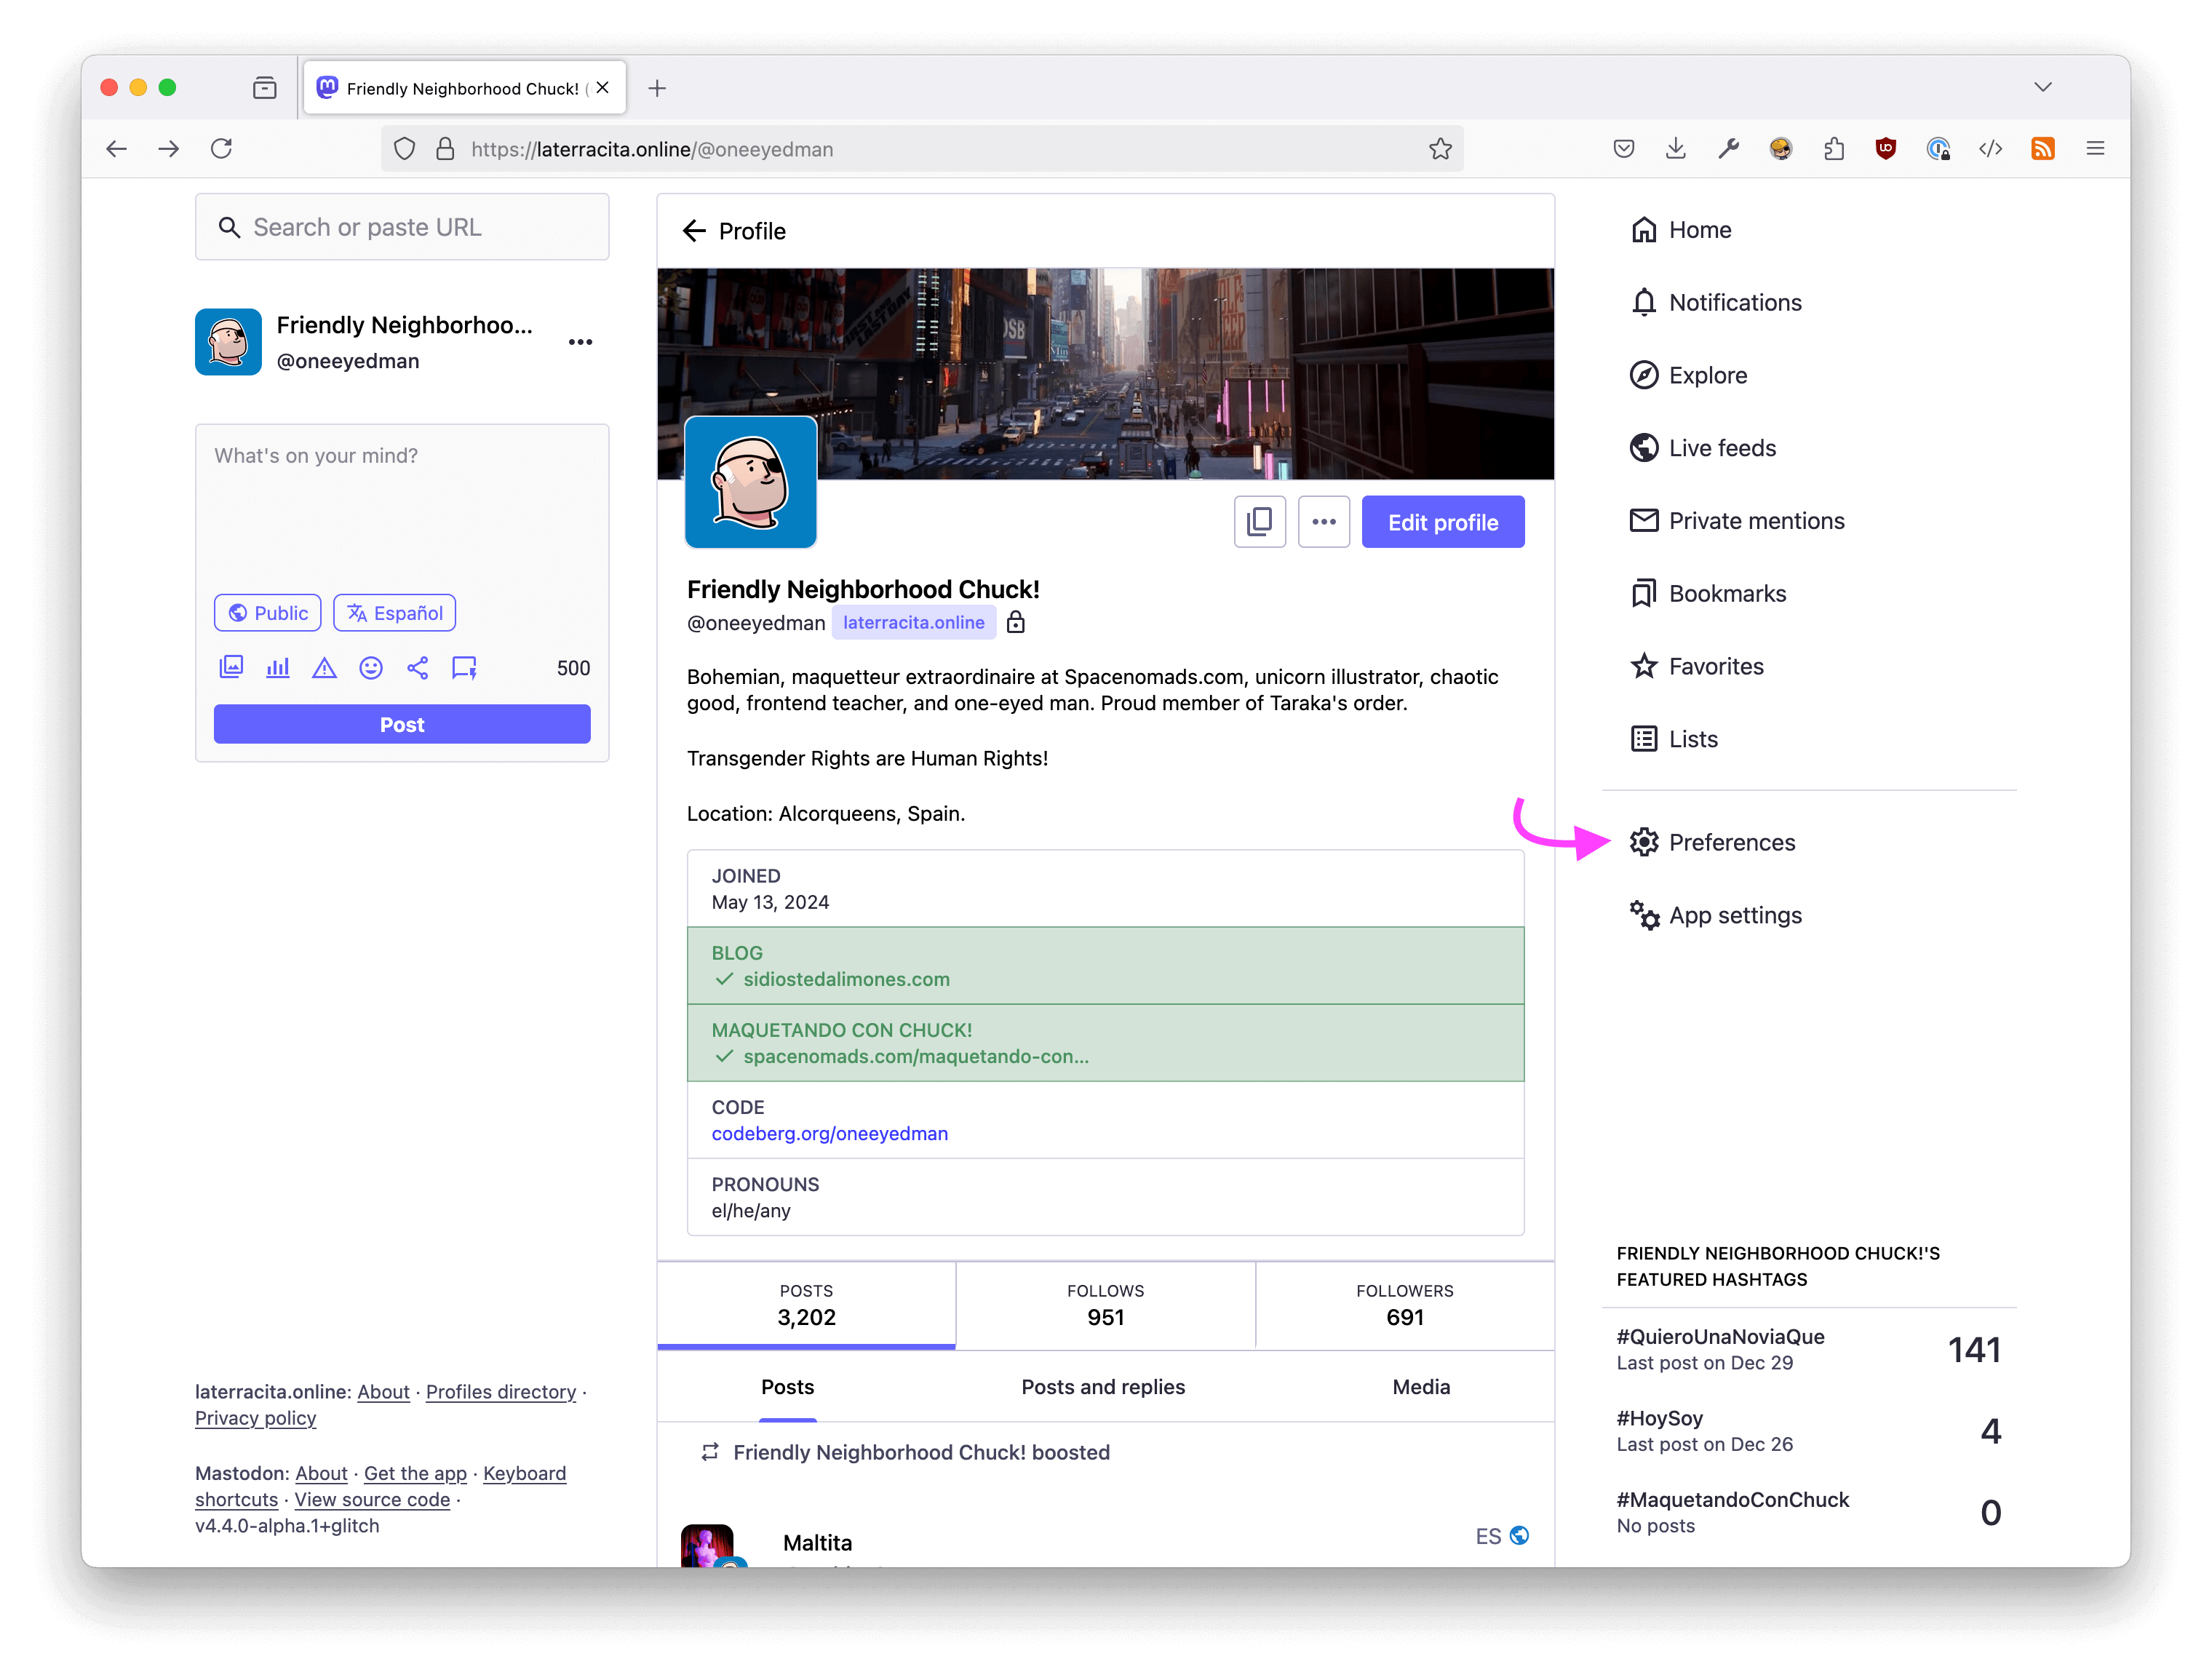 Friendly Neighborhood Chuck! (
https://laterracita.online/@oneeyedman
Search or paste URL
Friendly Neighborhoo...
@oneeyedman
What's on your mind?
Public
Español
500
Post
laterracita.online: About · Profiles directory ·
Privacy policy
Mastodon: About · Get the app · Keyboard
shortcuts · View source code ·
v4.4.0-alpha.1+glitch
Profile
Edit profile
Friendly Neighborhood Chuck!
@oneeyedman laterracita.online
Bohemian, maquetteur extraordinaire at Spacenomads.com, unicorn illustrator, chaotic
good, frontend teacher, and one-eyed man. Proud member of Taraka's order.
Transgender Rights are Human Rights!
Location: Alcorqueens, Spain.
JOINED
May 13, 2024
BLOG
sidiostedalimones.com
MAQUETANDO CON CHUCK!
spacenomads.com/maquetando-con...
CODE
codeberg.org/oneeyedman
PRONOUNS
el/he/any
POSTS
3,202
FOLLOWS
951
FOLLOWERS
691
Posts
Posts and replies
Media
Friendly Neighborhood Chuck! boosted
Maltita
ES
Home
Notifications
Explore
Live feeds
Private mentions
Bookmarks
Favorites
Lists
Preferences
App settings
FRIENDLY NEIGHBORHOOD CHUCK!'S
FEATURED HASHTAGS
#QuieroUnaNoviaQue
Last post on Dec 29
141
#HoySoy
Last post on Dec 26
4
#MaquetandoConChuck
No posts
0